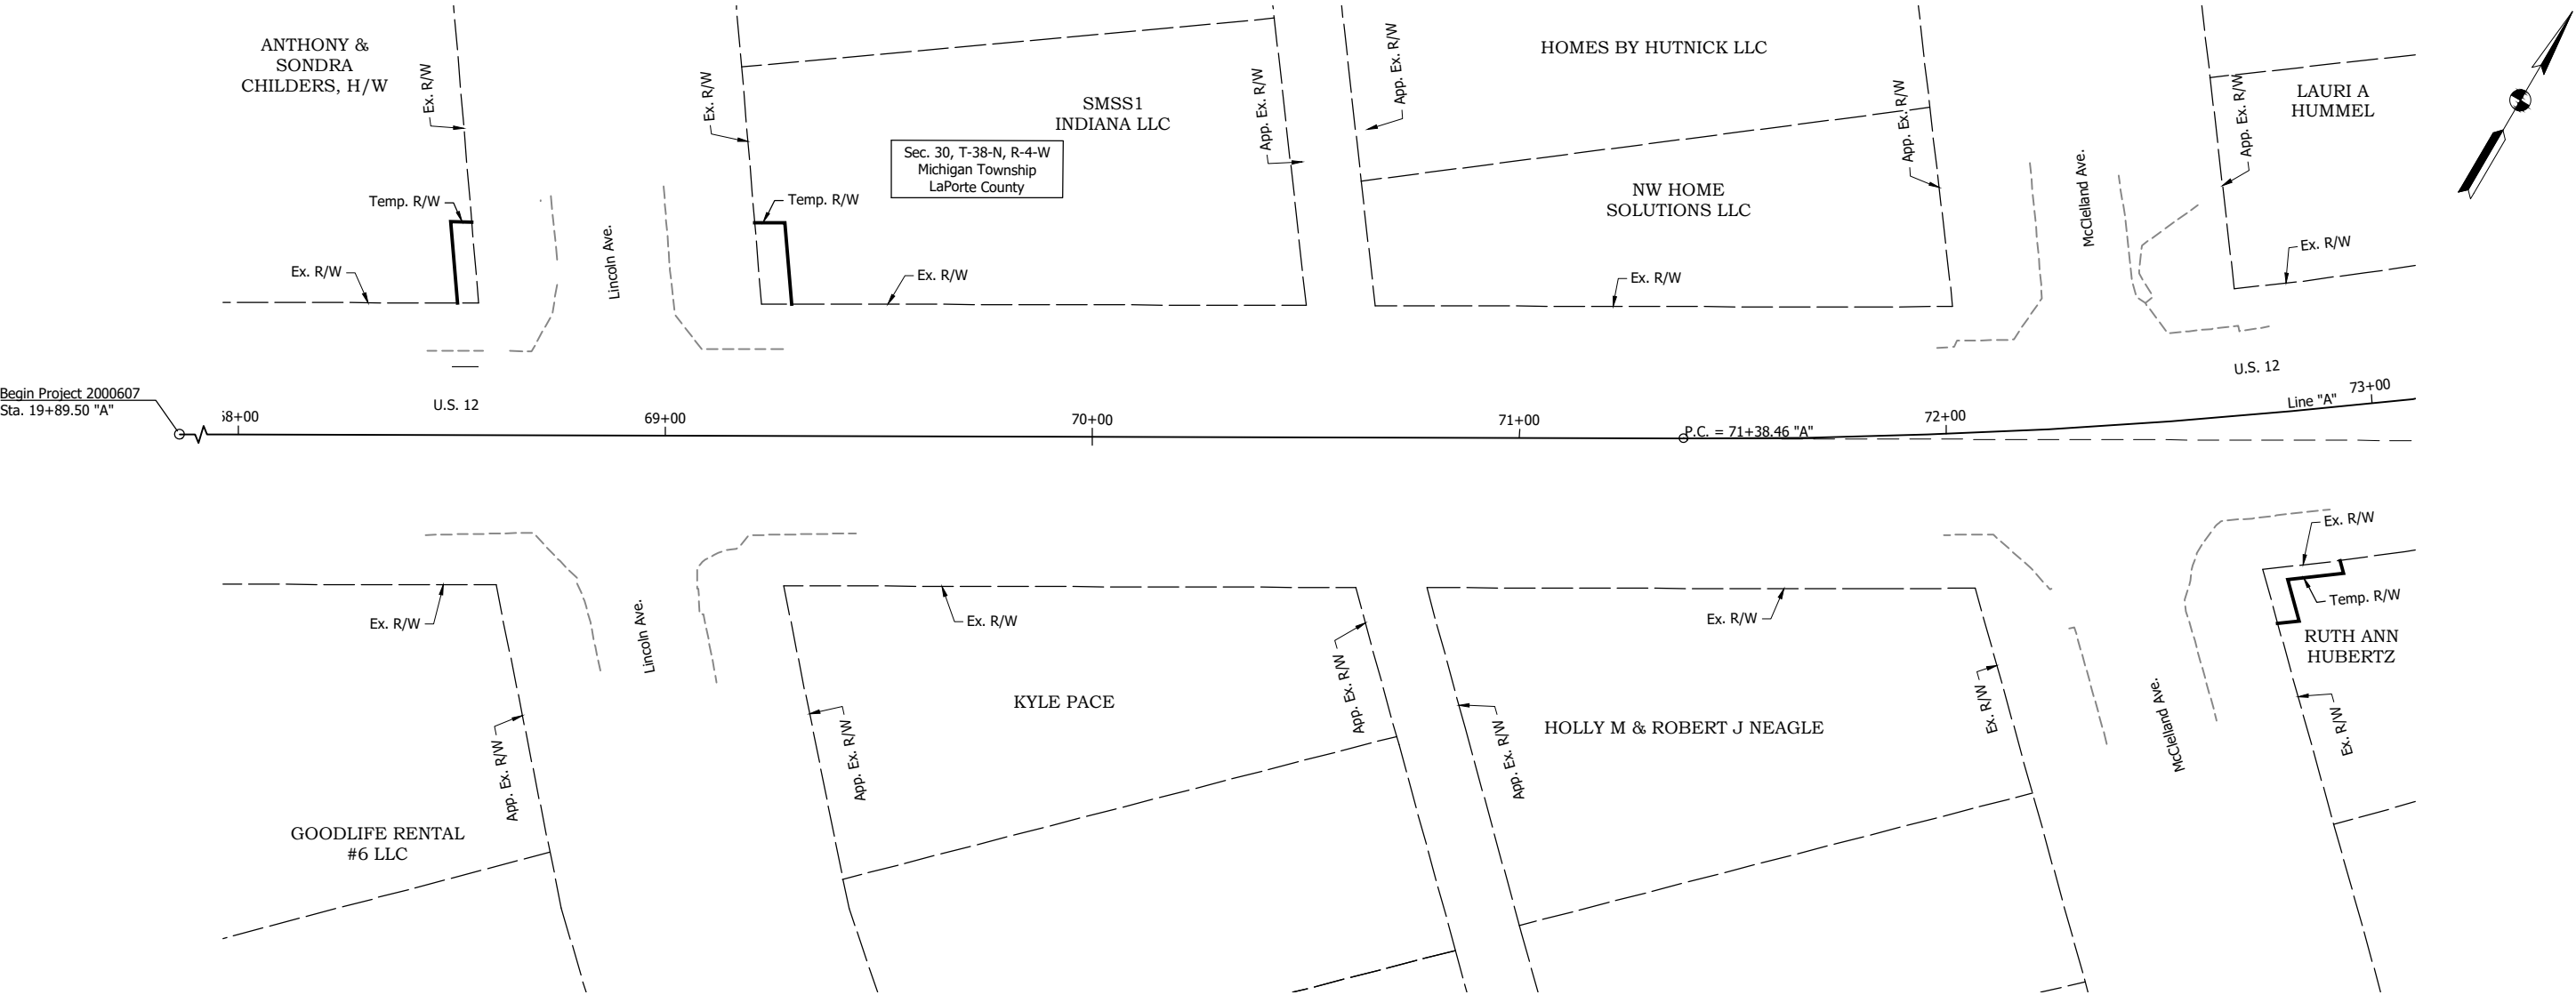 ANTHONY &
SONDRA
CHILDERS, H/W
Ex. R/W
Temp. R/W
Ex. R/W
Ex. R/W
Temp. R/W
Lincoln Ave.
SMSS1
INDIANA LLC
Sec. 30, T-38-N, R-4-W
Michigan Township
LaPorte County
Ex. R/W
App. Ex. R/W
App. Ex. R/W
HOMES BY HUTNICK LLC
NW HOME
SOLUTIONS LLC
Ex. R/W
App. Ex. R/W
McClelland Ave.
App. Ex. R/W
LAURI A
HUMMEL
Ex. R/W
Begin Project 2000607
Sta. 19+89.50 "A"
U.S. 12
U.S. 12
69+00
70+00
71+00
P.C. = 71+38.46 "A"
72+00
Line "A"
73+00
Ex. R/W
App. Ex. R/W
GOODLIFE RENTAL
#6 LLC
Lincoln Ave.
App. Ex. R/W
Ex. R/W
KYLE PACE
App. Ex. R/W
App. Ex. R/W
Ex. R/W
HOLLY M & ROBERT J NEAGLE
Ex. R/W
McClelland Ave.
Ex. R/W
Temp. R/W
RUTH ANN
HUBERTZ
Ex. R/W